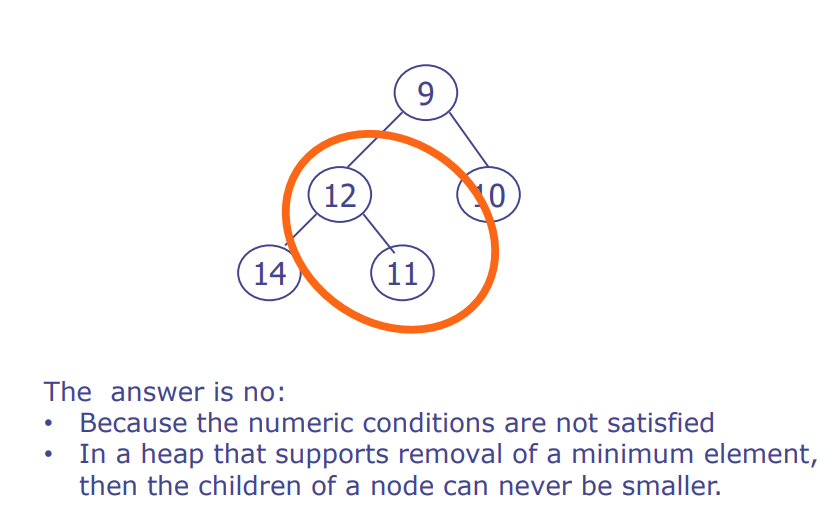 9
12 10
14 11
The answer is no:
• Because the numeric conditions are not satisfied
• In a heap that supports removal of a minimum element,
then the children of a node can never be smaller.